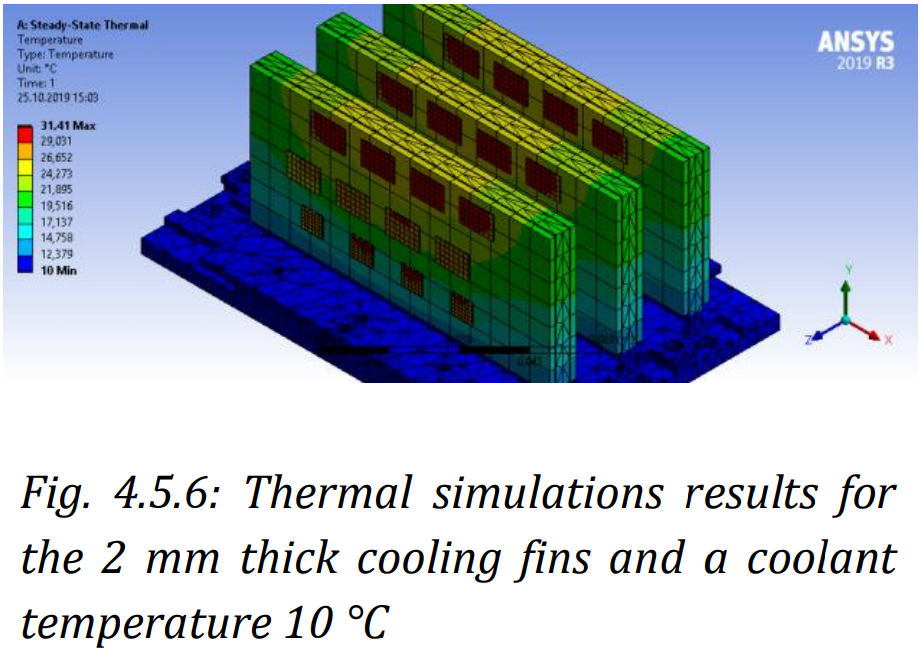 A: Steady-State Thermal
Temperature
Type: Temperature
Unit: °C
Time: 1
25.10.2019 15:03
31,41 Max
29,031
26,652
24,273
21,895
19,516
17,137
14,758
12,379
10 Min
ANSYS
2019 R3
0,045
Y
Z
X
Fig. 4.5.6: Thermal simulations results for
the 2 mm thick cooling fins and a coolant
temperature 10 °C